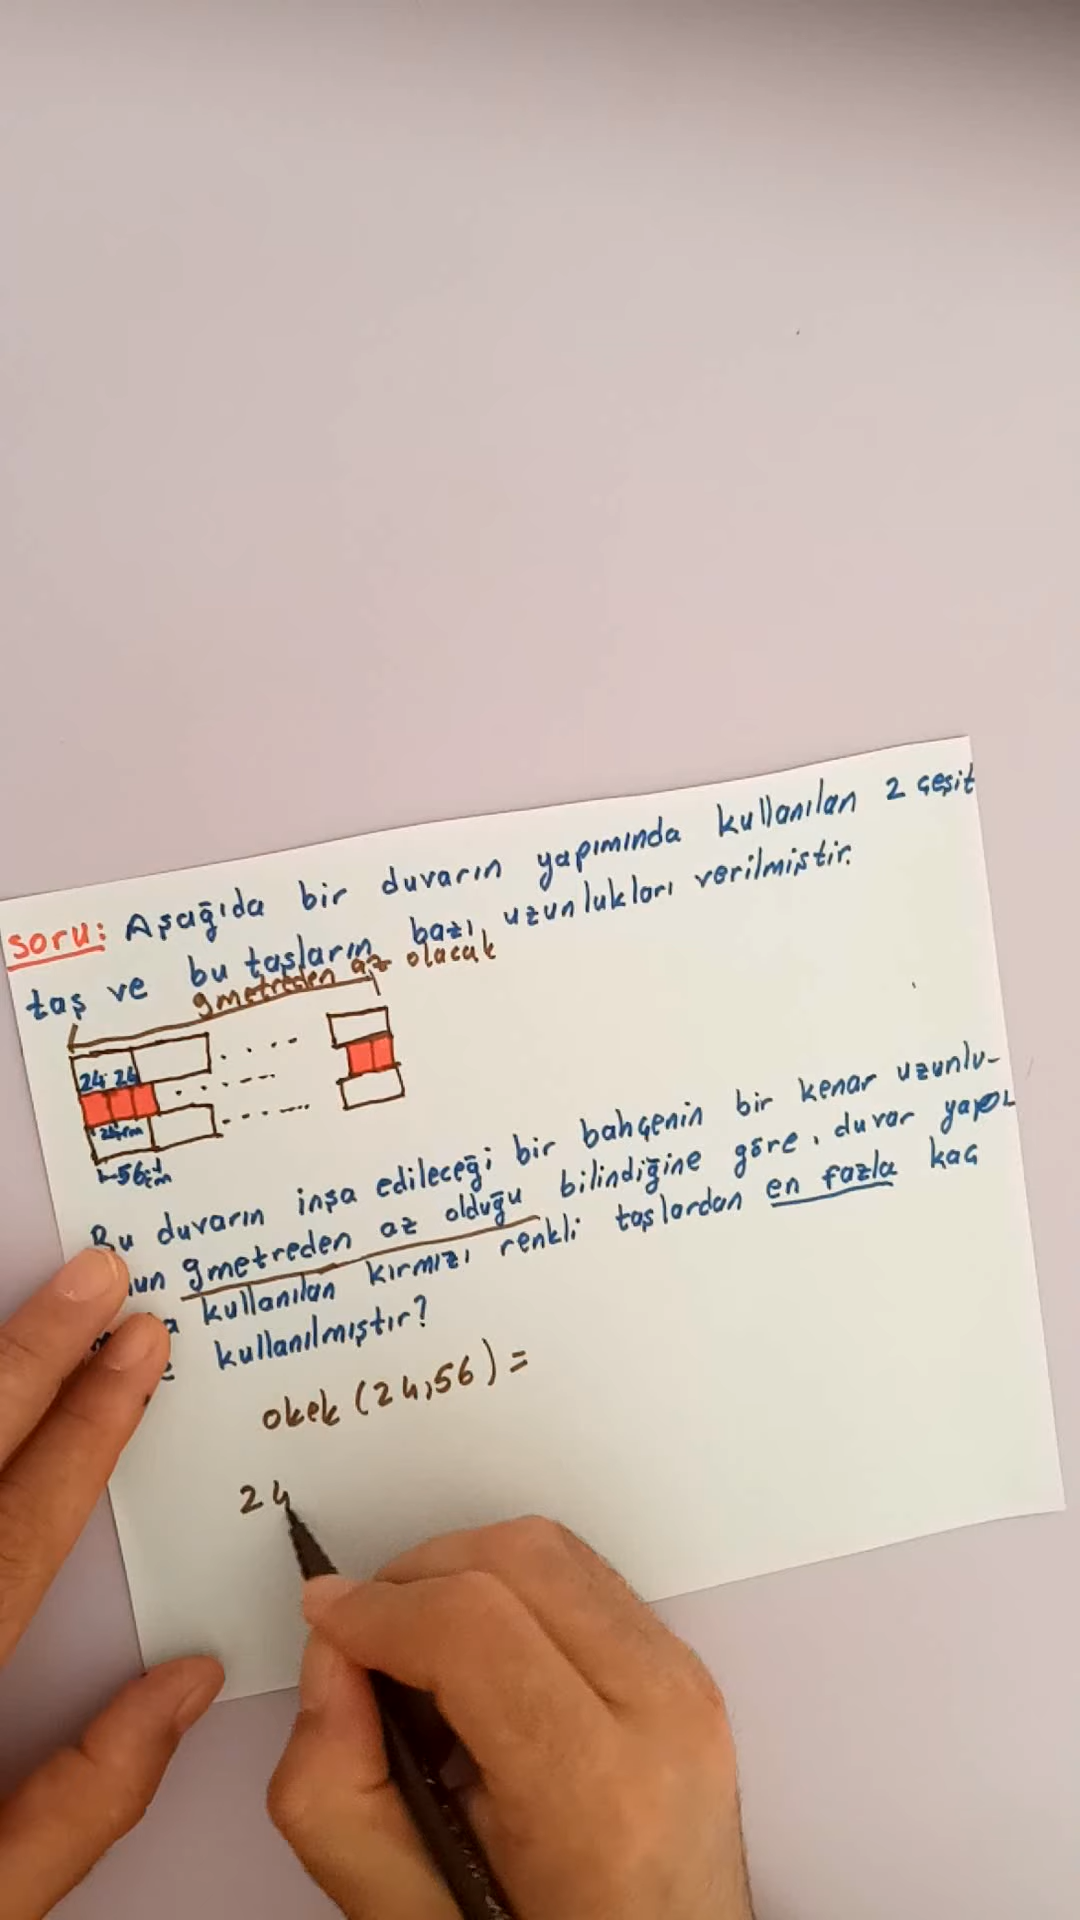 soru: Aşağıda bir duvarın yapımında kullanılan 2 çeşit
taş ve bu taşların bazı uzunlukları verilmiştir.
9metreden az olacak
24 24
24cm
56cm
Bu duvarın inşa edileceği bir bahçenin bir kenar uzunlu-
nun 9metreden az olduğu bilindiğine göre, duvar yapı
kullanılan kırmızı renkli taşlardan en fazla kaç
kullanılmıştır?
okek (24,56) =
24